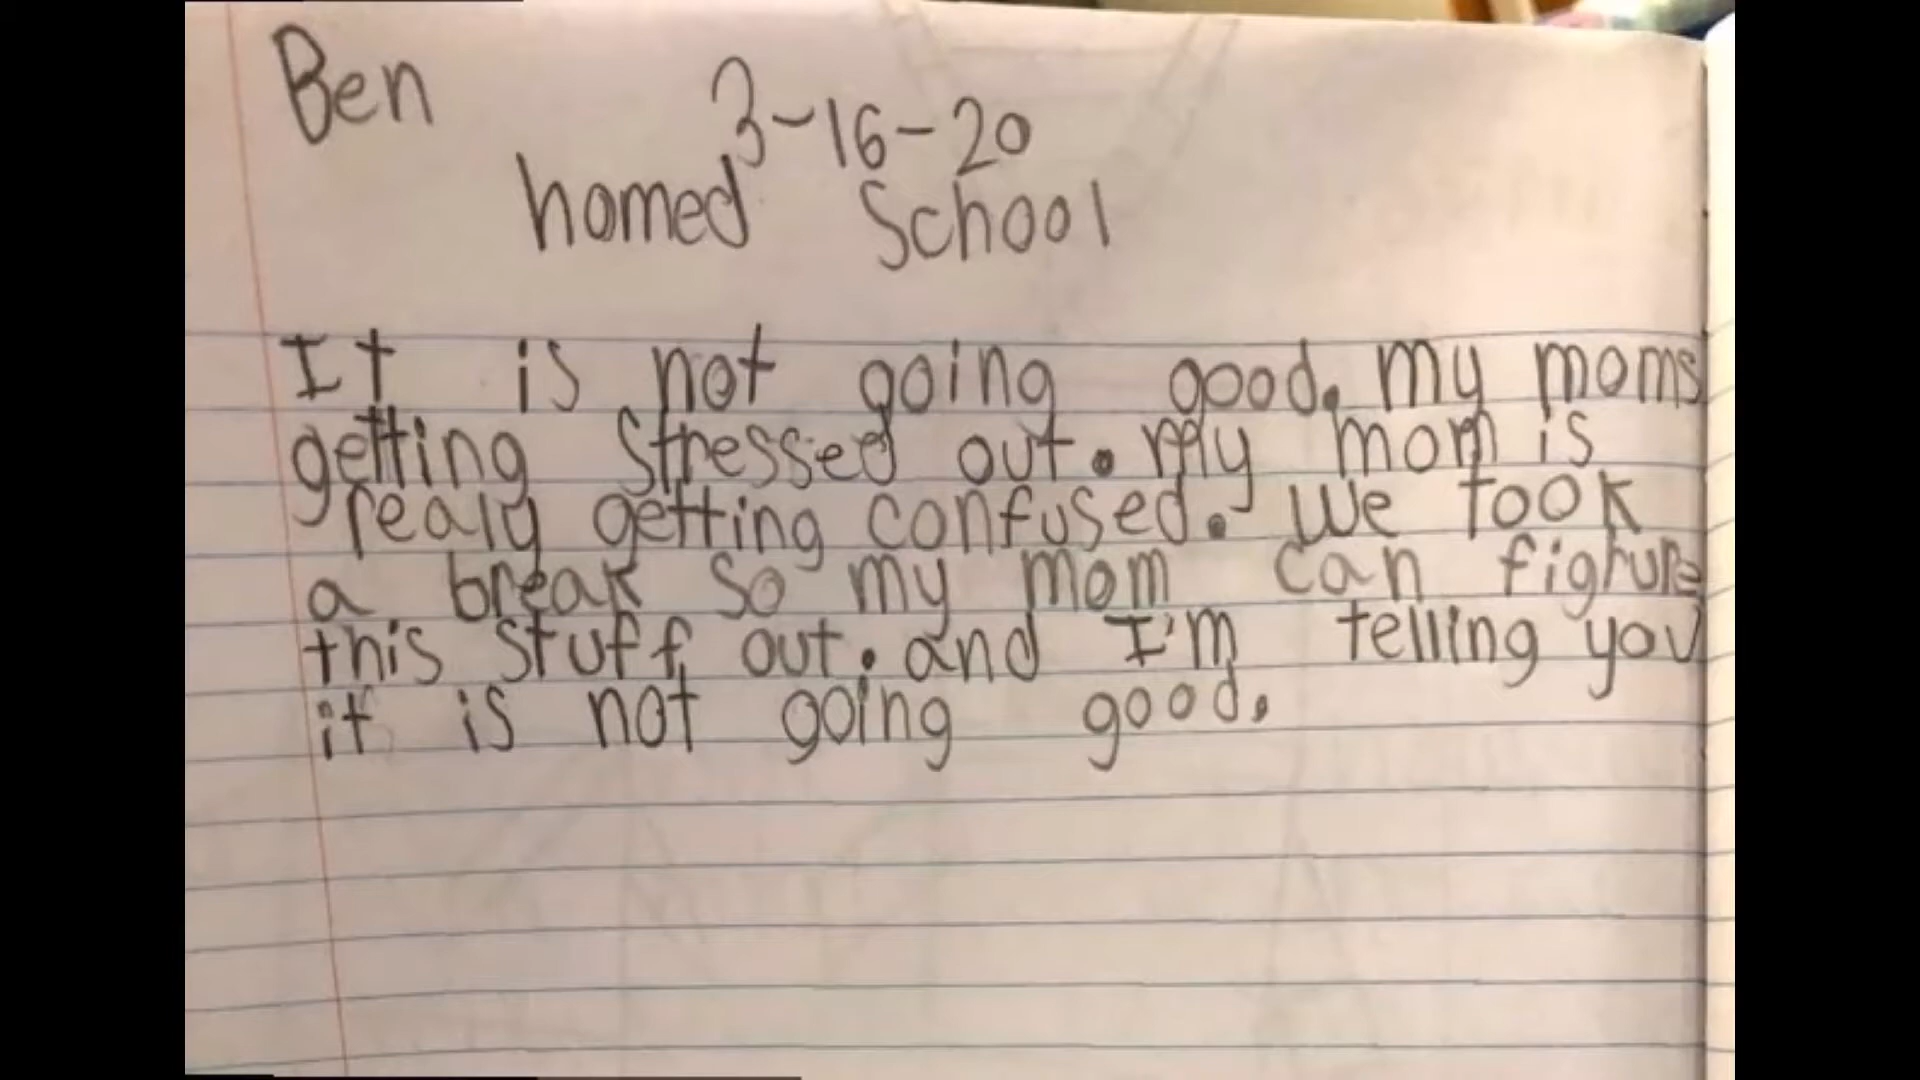 Ben
3-16-20
homed School
It is not going good. my moms
getting stressed out. My mom is
realy getting confused. We took
a break so my mom can fighure
this stuff out. and I'm telling you
it is not going good.